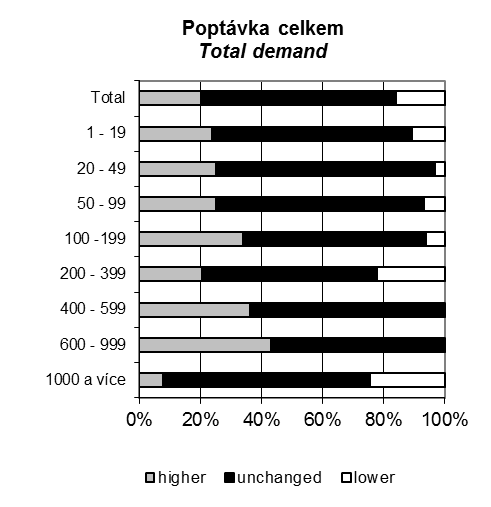 Poptávka celkem
Total demand
Total
1 - 19
20 - 49
50 - 99
100 -199
200 - 399
400 - 599
600 - 999
1000 a více
0% 20% 40% 60% 80% 100%
higher unchanged lower